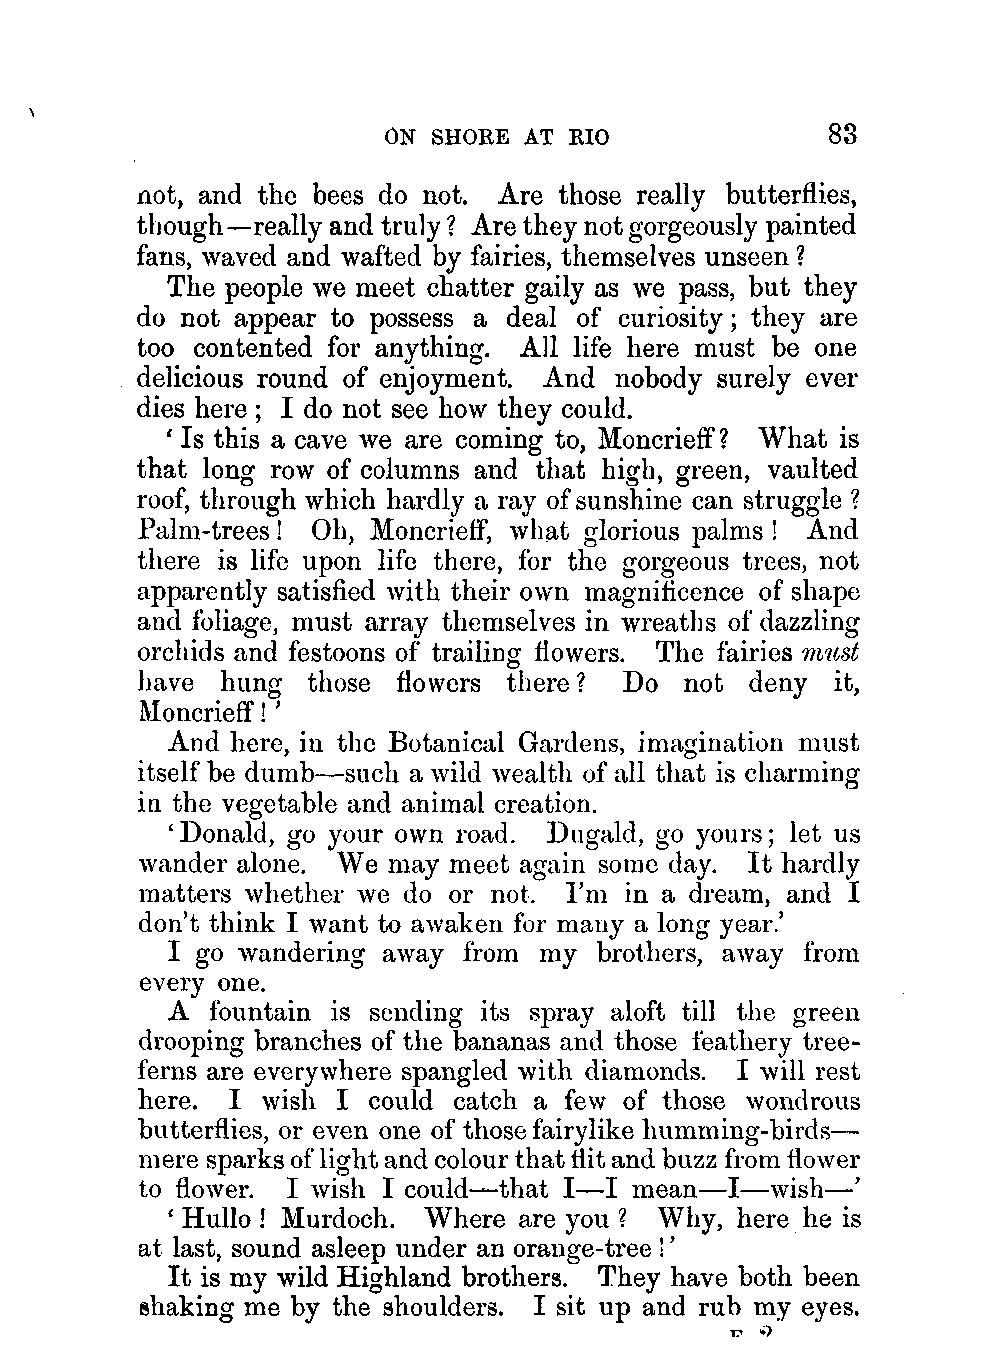 ON SHORE AT RIO 83
not, and the bees do not. Are those really butterflies,
though—really and truly? Are they not gorgeously painted
fans, waved and wafted by fairies, themselves unseen?
The people we meet chatter gaily as we pass, but they
do not appear to possess a deal of curiosity; they are
too contented for anything. All life here must be one
delicious round of enjoyment. And nobody surely ever
dies here; I do not see how they could.
‘Is this a cave we are coming to, Moncrieff? What is
that long row of columns and that high, green, vaulted
roof, through which hardly a ray of sunshine can struggle?
Palm-trees! Oh, Moncrieff, what glorious palms! And
there is life upon life there, for the gorgeous trees, not
apparently satisfied with their own magnificence of shape
and foliage, must array themselves in wreaths of dazzling
orchids and festoons of trailing flowers. The fairies must
have hung those flowers there? Do not deny it,
Moncrieff!’
And here, in the Botanical Gardens, imagination must
itself be dumb—such a wild wealth of all that is charming
in the vegetable and animal creation.
‘Donald, go your own road. Dugald, go yours; let us
wander alone. We may meet again some day. It hardly
matters whether we do or not. I'm in a dream, and I
don't think I want to awaken for many a long year.’
I go wandering away from my brothers, away from
every one.
A fountain is sending its spray aloft till the green
drooping branches of the bananas and those feathery tree-
ferns are everywhere spangled with diamonds. I will rest
here. I wish I could catch a few of those wondrous
butterflies, or even one of those fairylike humming-birds—
mere sparks of light and colour that flit and buzz from flower
to flower. I wish I could—that I—I mean—I—wish—’
‘Hullo! Murdoch. Where are you? Why, here he is
at last, sound asleep under an orange-tree!’
It is my wild Highland brothers. They have both been
shaking me by the shoulders. I sit up and rub my eyes.